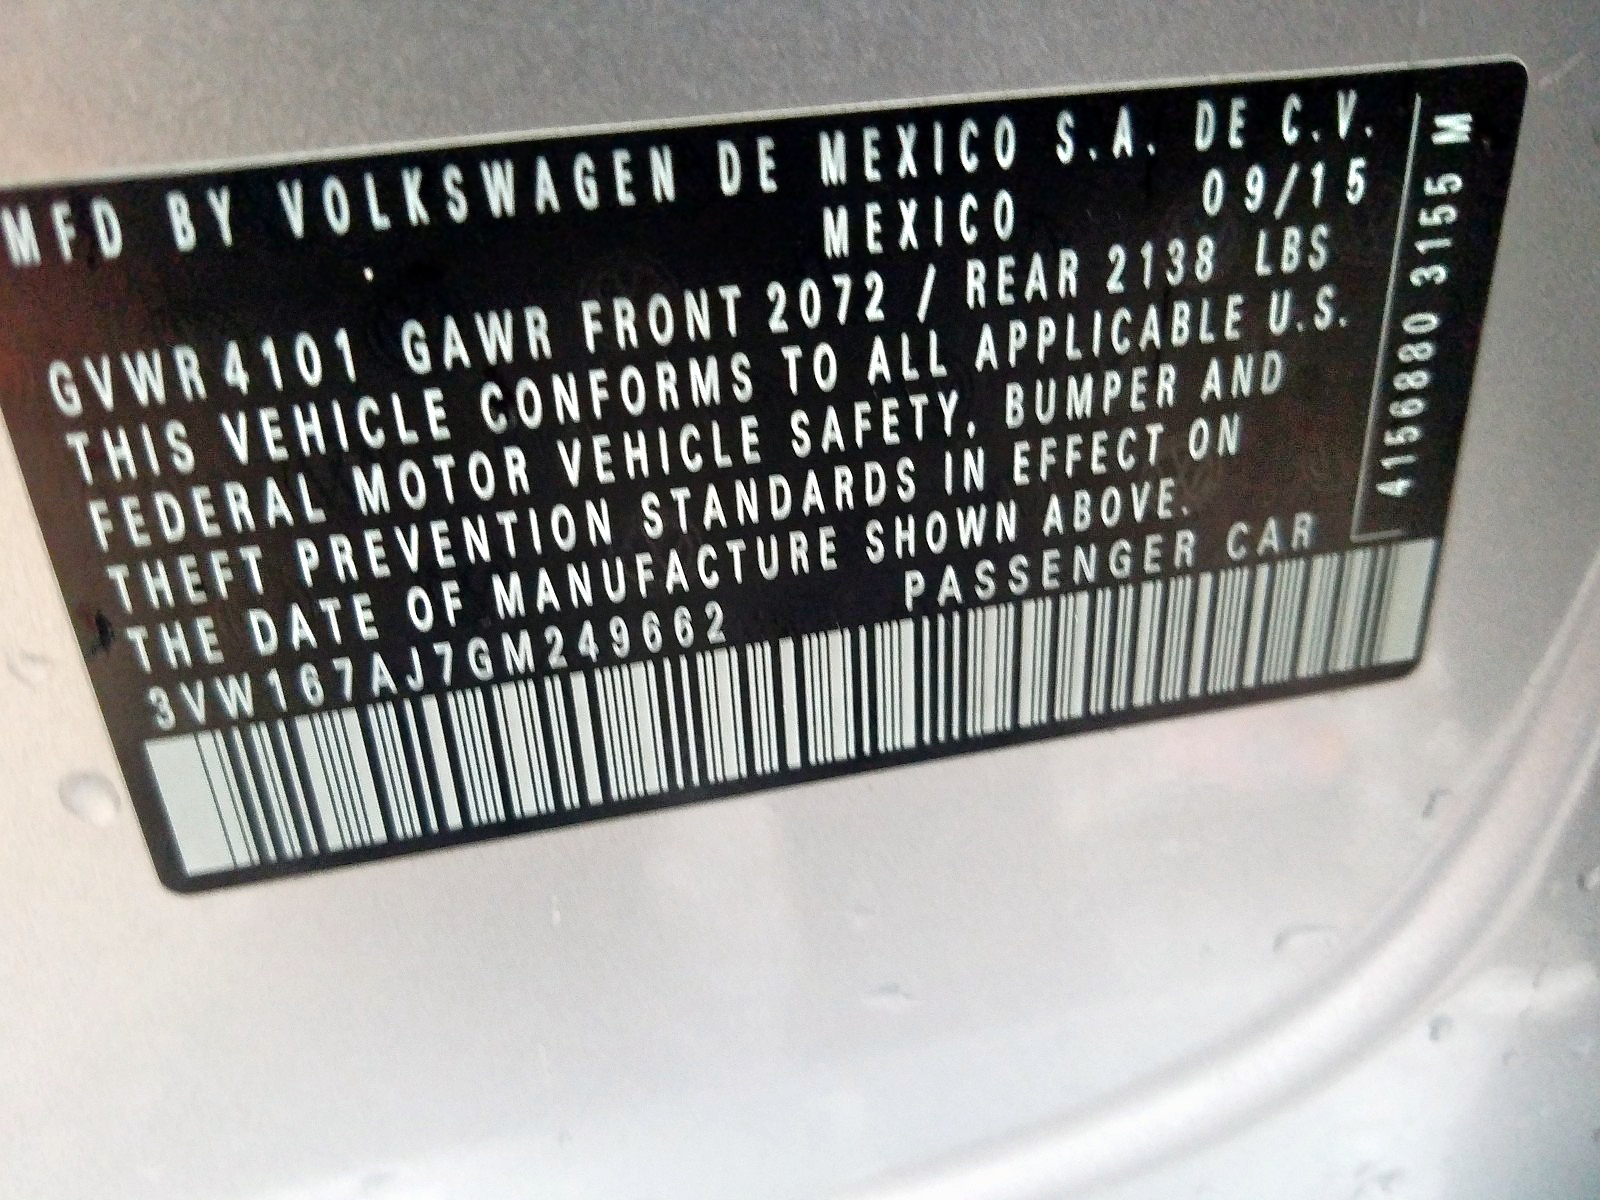 MFD BY VOLKSWAGEN DE MEXICO S.A. DE C.V.
MEXICO 09/15
GVWR 4101 GAWR FRONT 2072 / REAR 2138 LBS
THIS VEHICLE CONFORMS TO ALL APPLICABLE U.S.
FEDERAL MOTOR VEHICLE SAFETY, BUMPER AND
THEFT PREVENTION STANDARDS IN EFFECT ON
THE DATE OF MANUFACTURE SHOWN ABOVE.
3VW167AJ7GM249662 PASSENGER CAR
4156880 3155 M